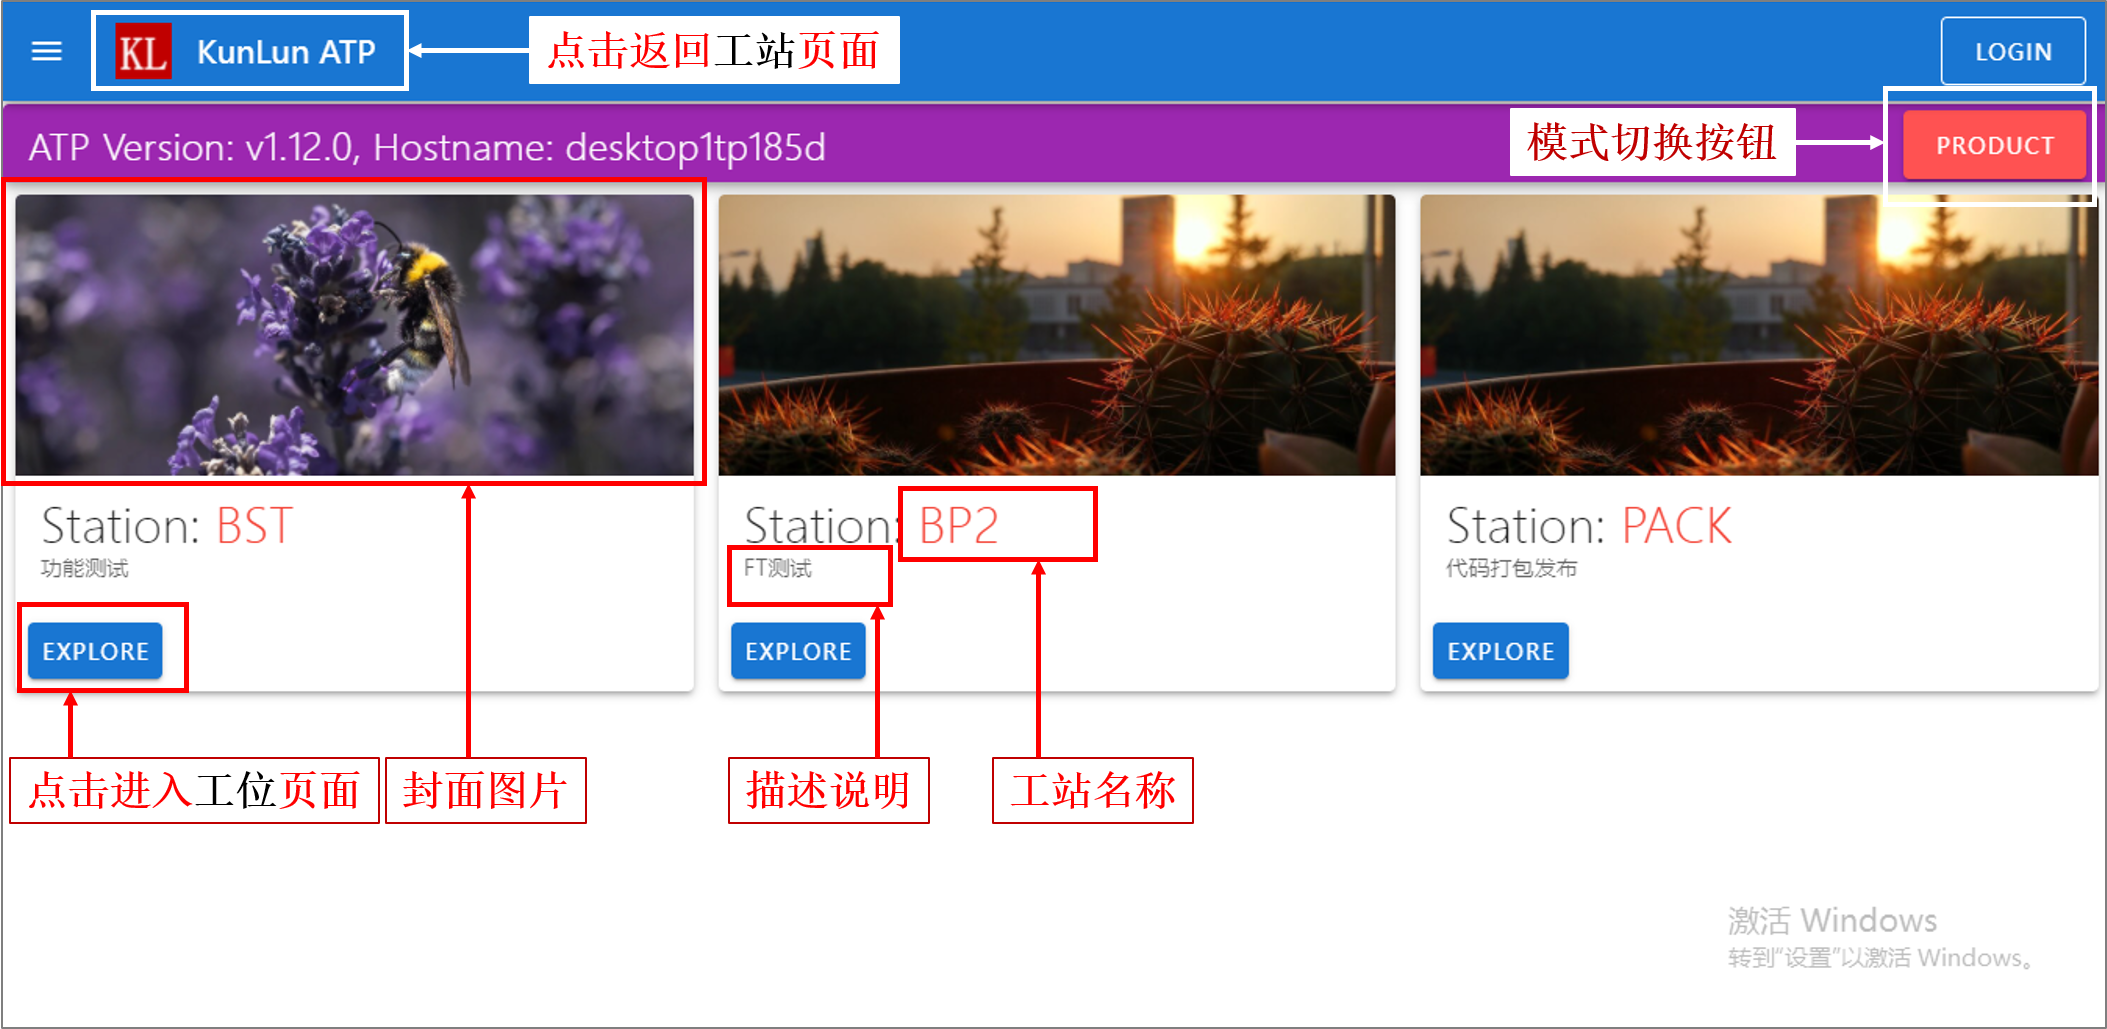 KL KunLun ATP
点击返回工站页面
LOGIN
ATP Version: v1.12.0, Hostname: desktop1tp185d
模式切换按钮
PRODUCT
Station: BST
功能测试
EXPLORE
Station: BP2
FT测试
EXPLORE
Station: PACK
代码打包发布
EXPLORE
点击进入工位页面
封面图片
描述说明
工站名称
激活 Windows
转到"设置"以激活 Windows。